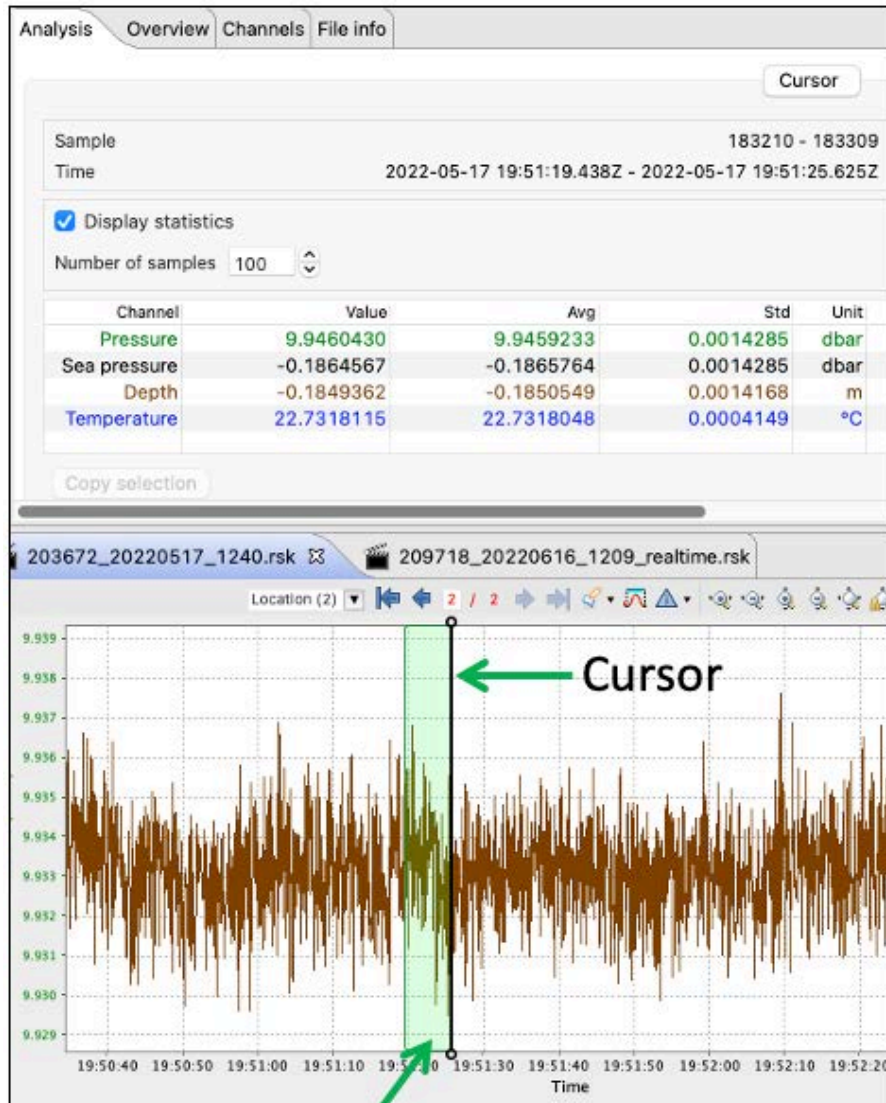 Analysis Overview Channels File info
Cursor
Sample 183210 - 183309
Time 2022-05-17 19:51:19.438Z - 2022-05-17 19:51:25.625Z
Display statistics
Number of samples 100
Channel Value Avg Std Unit
Pressure 9.9460430 9.9459233 0.0014285 dbar
Sea pressure -0.1864567 -0.1865764 0.0014285 dbar
Depth -0.1849362 -0.1850549 0.0014168 m
Temperature 22.7318115 22.7318048 0.0004149 °C
Copy selection
203672_20220517_1240.rsk 209718_20220616_1209_realtime.rsk
Location (2) 2 / 2
9.939
9.938
Cursor
9.937
9.936
9.935
9.934
9.933
9.932
9.931
9.930
9.929
19:50:40 19:50:50 19:51:00 19:51:10 19:51:30 19:51:40 19:51:50 19:52:00 19:52:10 19:52:20
Time